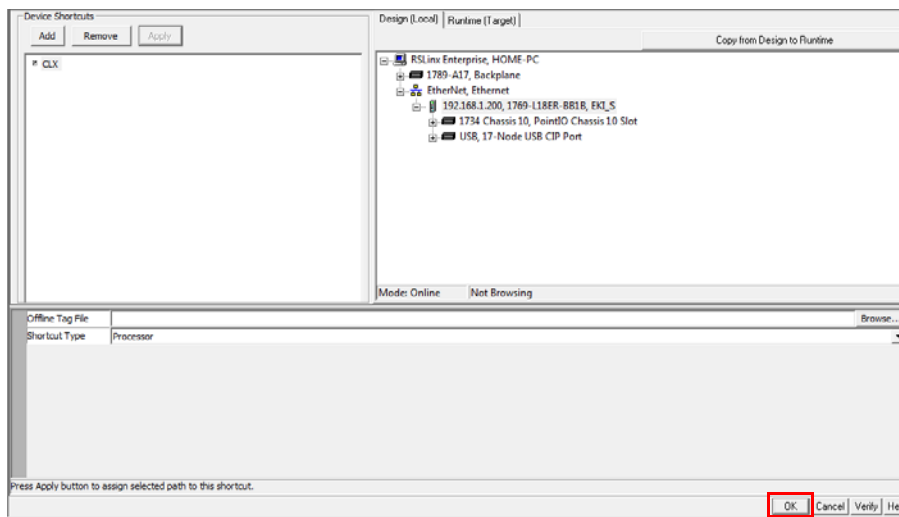 Device Shortcuts
Add Remove Apply
CLX
Design (Local) Runtime (Target)
Copy from Design to Runtime
RSLinx Enterprise, HOME-PC
1789-A17, Backplane
EtherNet, Ethernet
192.168.1.200, 1769-L18ER-BB1B, EKI_S
1734 Chassis 10, PointIO Chassis 10 Slot
USB, 17-Node USB CIP Port
Mode: Online Not Browsing
Offline Tag File Browse...
Shortcut Type Processor
Press Apply button to assign selected path to this shortcut.
OK Cancel Verify He